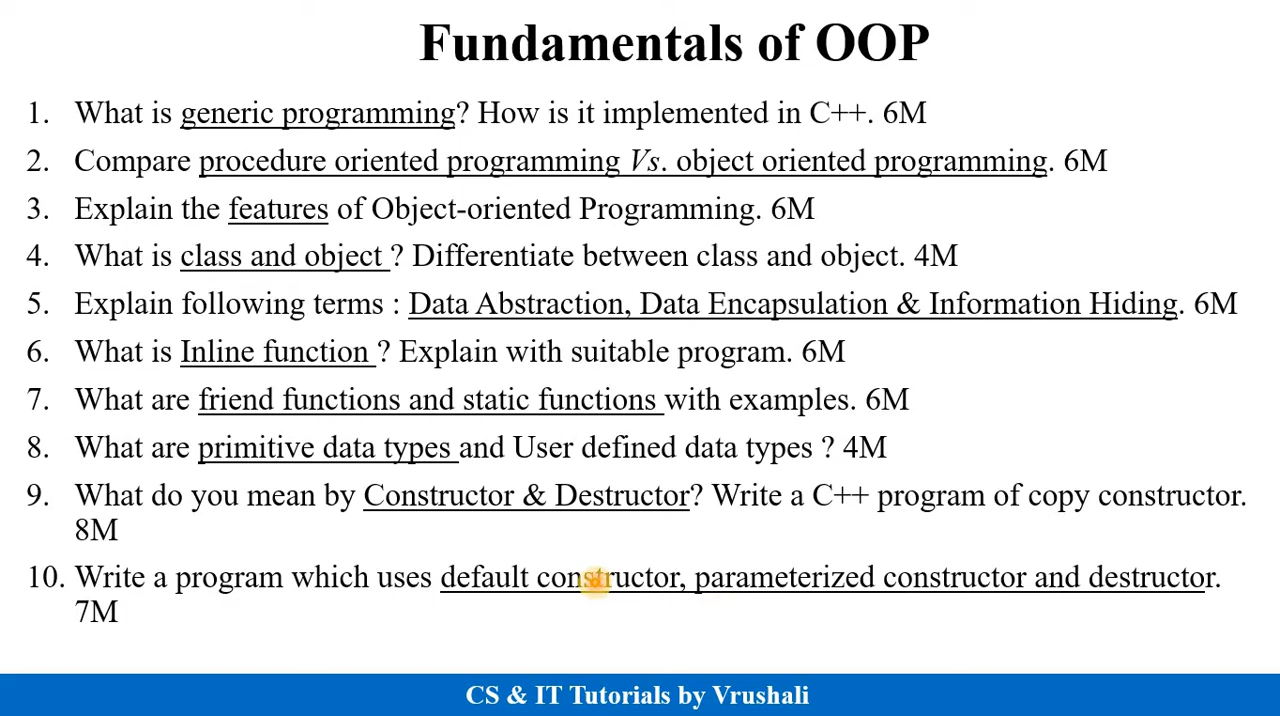 Fundamentals of OOP
1. What is generic programming? How is it implemented in C++. 6M
2. Compare procedure oriented programming Vs. object oriented programming. 6M
3. Explain the features of Object-oriented Programming. 6M
4. What is class and object ? Differentiate between class and object. 4M
5. Explain following terms : Data Abstraction, Data Encapsulation & Information Hiding. 6M
6. What is Inline function ? Explain with suitable program. 6M
7. What are friend functions and static functions with examples. 6M
8. What are primitive data types and User defined data types ? 4M
9. What do you mean by Constructor & Destructor? Write a C++ program of copy constructor.
8M
10. Write a program which uses default constructor, parameterized constructor and destructor.
7M
CS & IT Tutorials by Vrushali